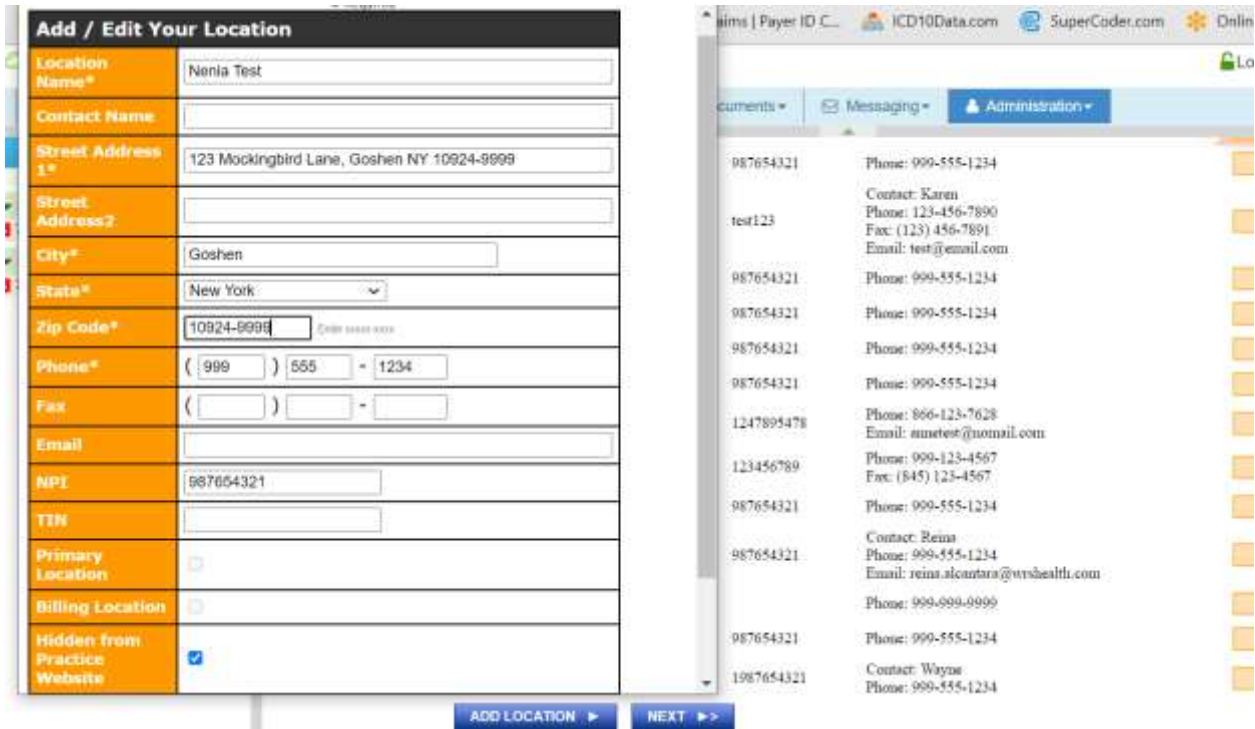 Add / Edit Your Location
Location Name*
Nenia Test
Contact Name
Street Address 1*
123 Mockingbird Lane, Goshen NY 10924-9999
Street Address2
City*
Goshen
State*
New York
Zip Code*
10924-9999
Phone*
( 999 ) 555 - 1234
Fax
( ) -
Email
NPI
987654321
TIN
Primary Location
Billing Location
Hidden from Practice Website
ADD LOCATION
NEXT >>
aims | Payer ID C...
ICD10Data.com
SuperCoder.com
Onlin
Lo
cuments
Messaging
Administration
987654321 Phone: 999-555-1234
Contact: Karen
test123 Phone: 123-456-7890
Fax: (123) 456-7891
Email: test@email.com
987654321 Phone: 999-555-1234
987654321 Phone: 999-555-1234
987654321 Phone: 999-555-1234
987654321 Phone: 999-555-1234
1247895478 Phone: 866-123-7628
Email:
123456789 Phone: 999-123-4567
Fax: (845) 123-4567
987654321 Phone: 999-555-1234
Contact: Reina
987654321 Phone: 999-555-1234
Email: reina.alcantara@wrshealth.com
Phone: 999-999-9999
987654321 Phone: 999-555-1234
1987654321 Contact: Wayne
Phone: 999-555-1234